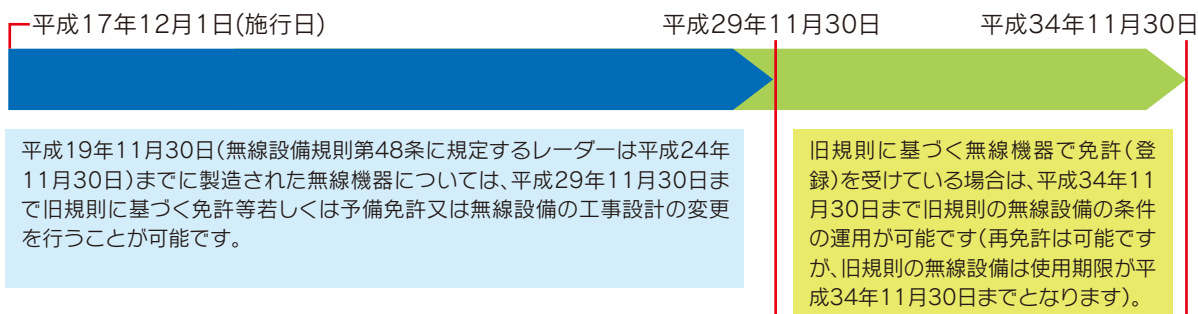 平成17年12月1日(施行日)
平成29年11月30日
平成34年11月30日
平成19年11月30日(無線設備規則第48条に規定するレーダーは平成24年
11月30日)までに製造された無線機器については、平成29年11月30日ま
で旧規則に基づく免許等若しくは予備免許又は無線設備の工事設計の変更
を行うことが可能です。
旧規則に基づく無線機器で免許(登
録)を受けている場合は、平成34年11
月30日まで旧規則の無線設備の条件
の運用が可能です(再免許は可能です
が、旧規則の無線設備は使用期限が平
成34年11月30日までとなります)。